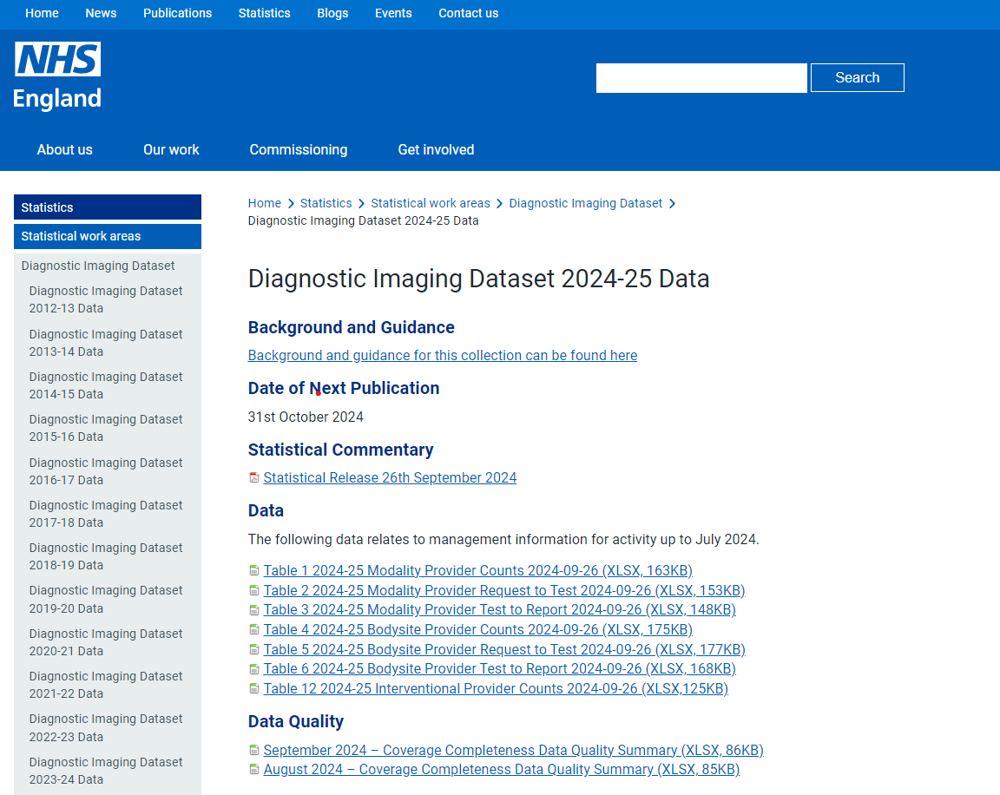 Home News Publications Statistics Blogs Events Contact us
NHS
England
Search
About us Our work Commissioning Get involved
Statistics
Statistical work areas
Diagnostic Imaging Dataset
Diagnostic Imaging Dataset
2012-13 Data
Diagnostic Imaging Dataset
2013-14 Data
Diagnostic Imaging Dataset
2014-15 Data
Diagnostic Imaging Dataset
2015-16 Data
Diagnostic Imaging Dataset
2016-17 Data
Diagnostic Imaging Dataset
2017-18 Data
Diagnostic Imaging Dataset
2018-19 Data
Diagnostic Imaging Dataset
2019-20 Data
Diagnostic Imaging Dataset
2020-21 Data
Diagnostic Imaging Dataset
2021-22 Data
Diagnostic Imaging Dataset
2022-23 Data
Diagnostic Imaging Dataset
2023-24 Data
Home > Statistics > Statistical work areas > Diagnostic Imaging Dataset >
Diagnostic Imaging Dataset 2024-25 Data
Diagnostic Imaging Dataset 2024-25 Data
Background and Guidance
Background and guidance for this collection can be found here
Date of Next Publication
31st October 2024
Statistical Commentary
Statistical Release 26th September 2024
Data
The following data relates to management information for activity up to July 2024.
Table 1 2024-25 Modality Provider Counts 2024-09-26 (XLSX, 163KB)
Table 2 2024-25 Modality Provider Request to Test 2024-09-26 (XLSX, 153KB)
Table 3 2024-25 Modality Provider Test to Report 2024-09-26 (XLSX, 148KB)
Table 4 2024-25 Bodysite Provider Counts 2024-09-26 (XLSX, 175KB)
Table 5 2024-25 Bodysite Provider Request to Test 2024-09-26 (XLSX, 177KB)
Table 6 2024-25 Bodysite Provider Test to Report 2024-09-26 (XLSX, 168KB)
Table 12 2024-25 Interventional Provider Counts 2024-09-26 (XLSX,125KB)
Data Quality
September 2024 – Coverage Completeness Data Quality Summary (XLSX, 86KB)
August 2024 – Coverage Completeness Data Quality Summary (XLSX, 85KB)